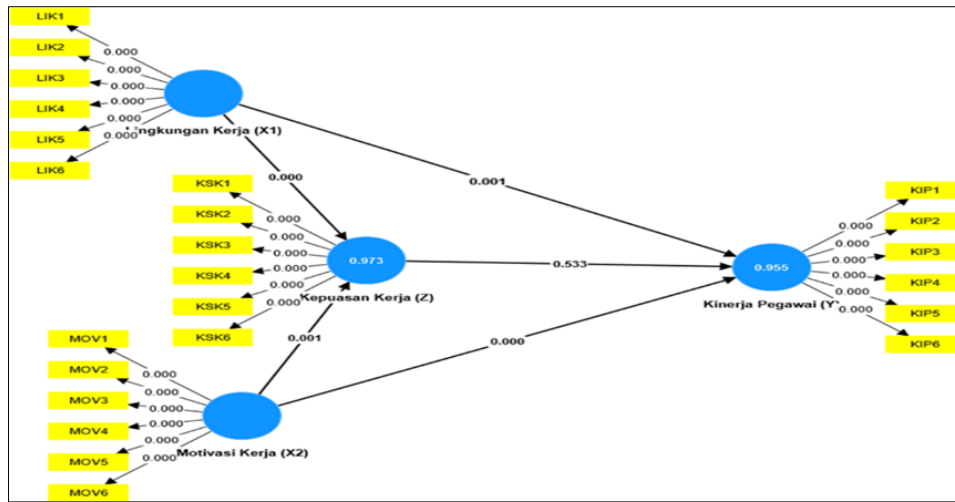 LIK1
LIK2
LIK3
LIK4
LIK5
LIK6
0.000
0.000
0.000
0.000
0.000
0.000
Lingkungan Kerja (X1)
0.000
0.001
KSK1
KSK2
KSK3
KSK4
KSK5
KSK6
0.000
0.000
0.000
0.000
0.000
0.000
0.973
Kepuasan Kerja (Z)
0.533
0.001
0.000
MOV1
MOV2
MOV3
MOV4
MOV5
MOV6
0.000
0.000
0.000
0.000
0.000
0.000
Motivasi Kerja (X2)
0.955
Kinerja Pegawai (Y
0.000
0.000
0.000
0.000
0.000
0.000
KIP1
KIP2
KIP3
KIP4
KIP5
KIP6